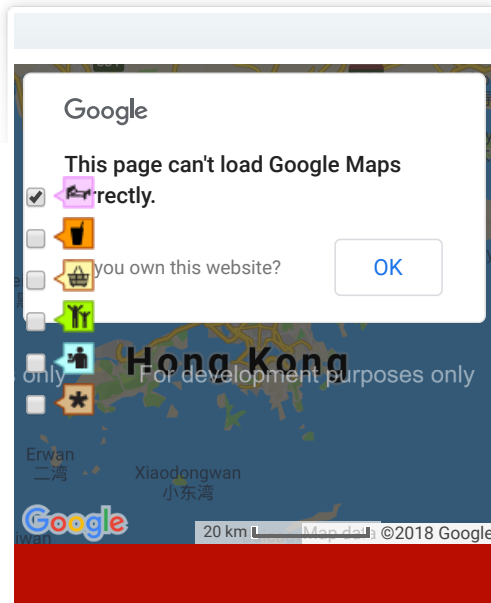 Google
This page can't load Google Maps
rrectly.
you own this website?
OK
Hong Kong
only
For development purposes only
Erwan
二湾
Xiaodongwan
小东湾
Google
iwan
20 km
Map data ©2018 Google